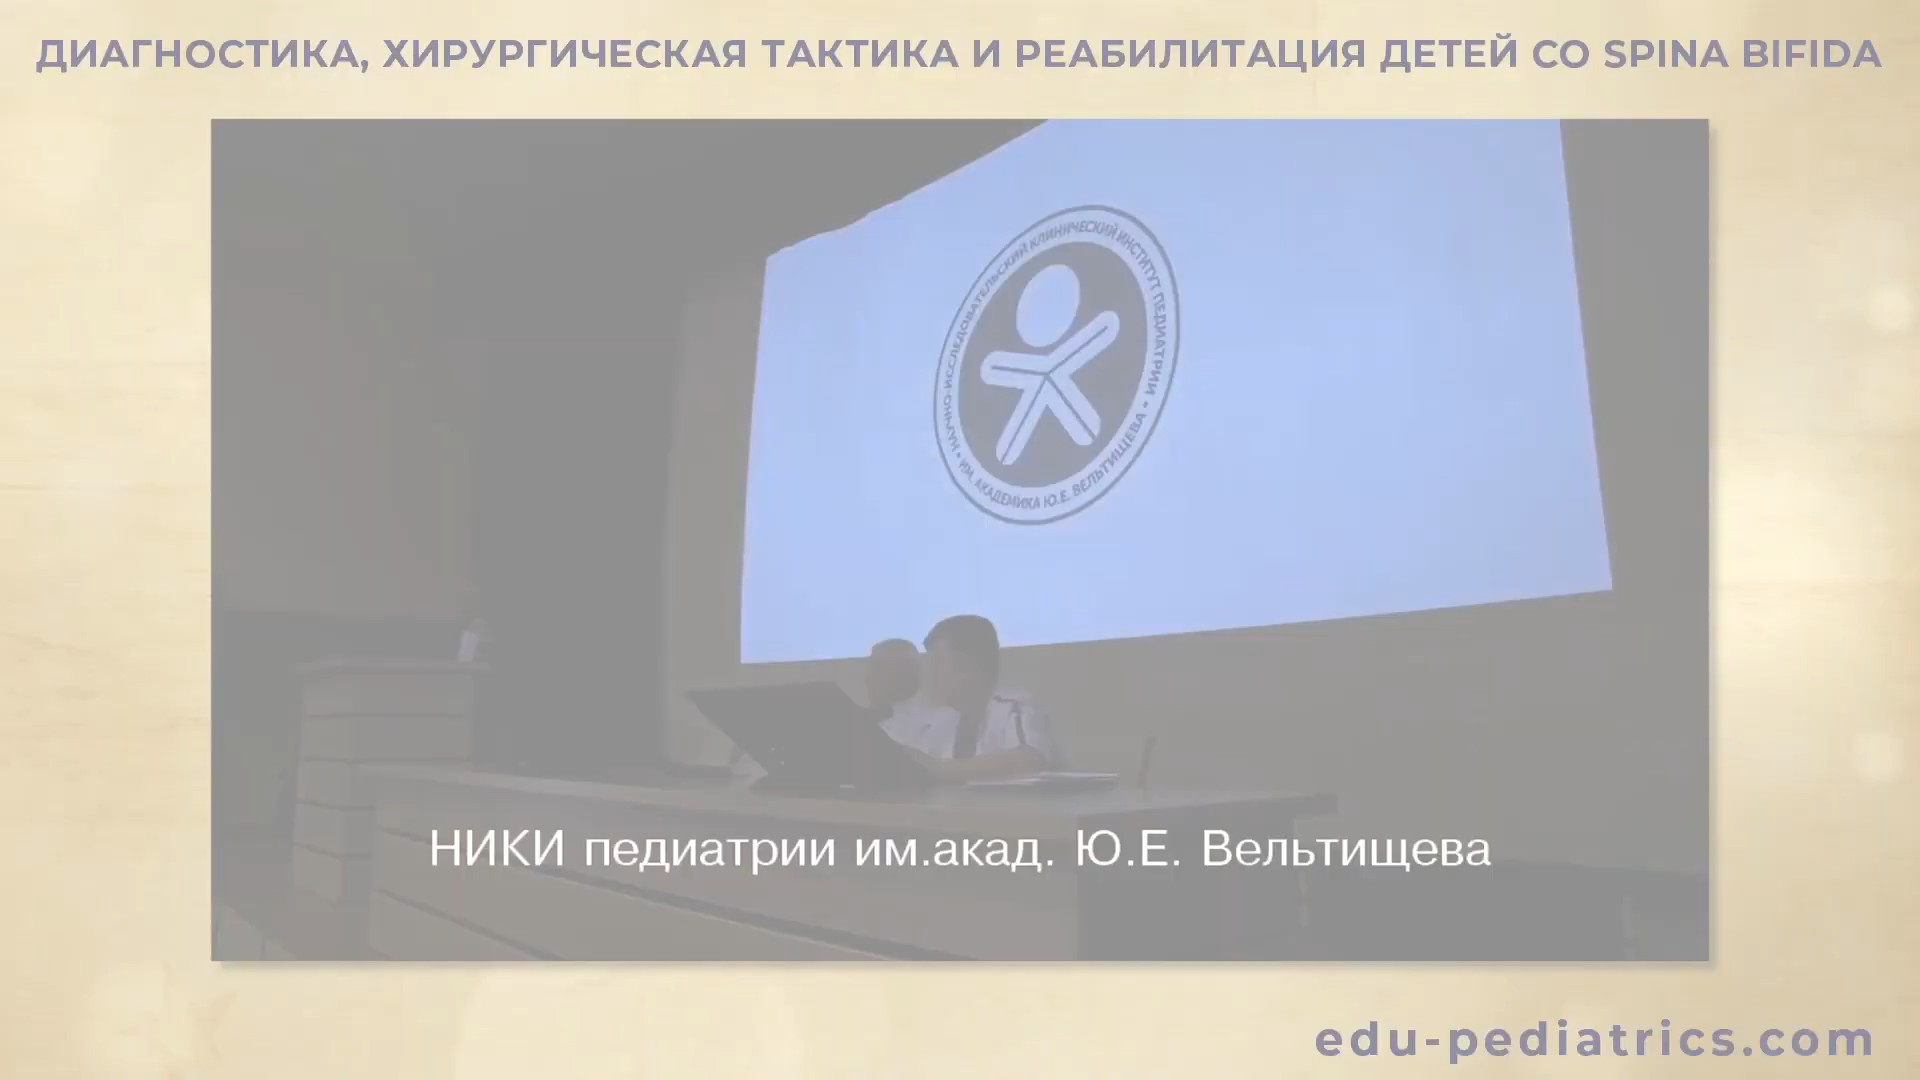 ДИАГНОСТИКА, ХИРУРГИЧЕСКАЯ ТАКТИКА И РЕАБИЛИТАЦИЯ ДЕТЕЙ СО SPINA BIFIDA
• НАУЧНО-ИССЛЕДОВАТЕЛЬСКИЙ КЛИНИЧЕСКИЙ ИНСТИТУТ ПЕДИАТРИИ •
ИМ. АКАДЕМИКА Ю.Е. ВЕЛЬТИЩЕВА
НИКИ педиатрии им.акад. Ю.Е. Вельтищева
edu-pediatrics.com